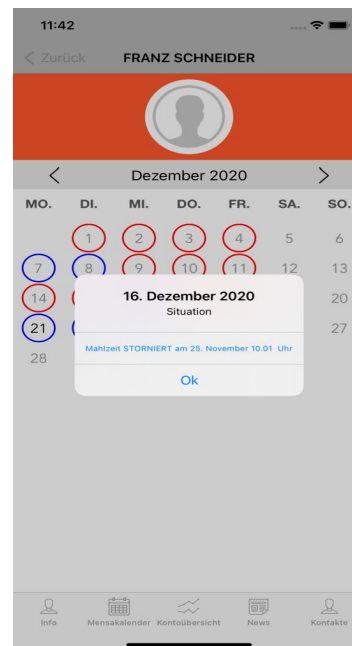 11:42
Zurück FRANZ SCHNEIDER
Dezember 2020
MO. DI. MI. DO. FR. SA. SO.
1 2 3 4 5 6
7 8 9 10 11 12 13
14 20
21 27
28
16. Dezember 2020
Situation
Mahlzeit STORNIERT am 25. November 10.01 Uhr
Ok
Info Mensakalender Kontoübersicht News Kontakte